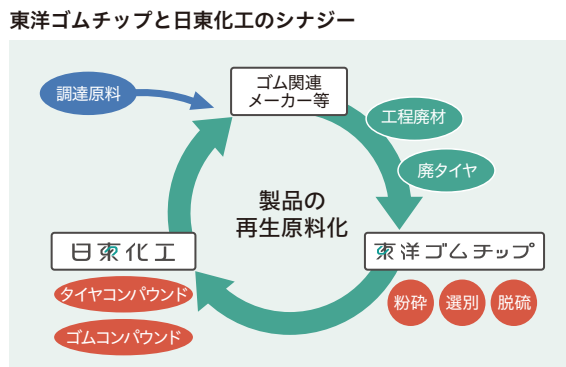 東洋ゴムチップと日東化工のシナジー
調達原料
ゴム関連
メーカー等
工程廃材
廃タイヤ
製品の
再生原料化
日東化工
東洋ゴムチップ
タイヤコンパウンド
ゴムコンパウンド
粉砕
選別
脱硫